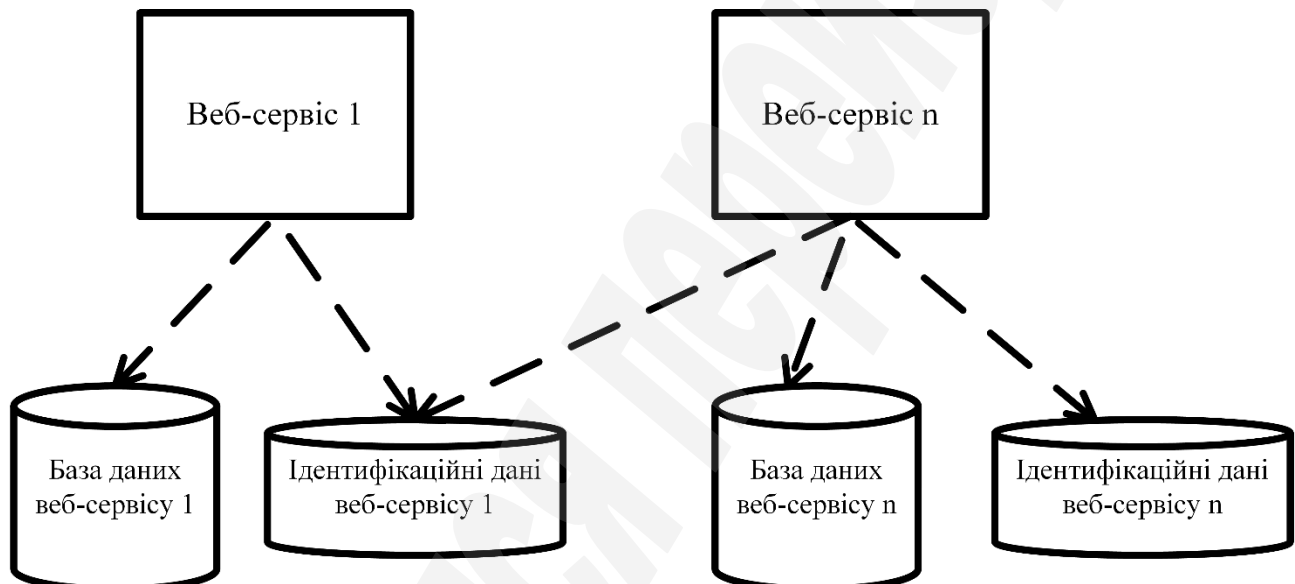 Веб-сервіс 1
Веб-сервіс n
База даних
веб-сервісу 1
Ідентифікаційні дані
веб-сервісу 1
База даних
веб-сервісу n
Ідентифікаційні дані
веб-сервісу n